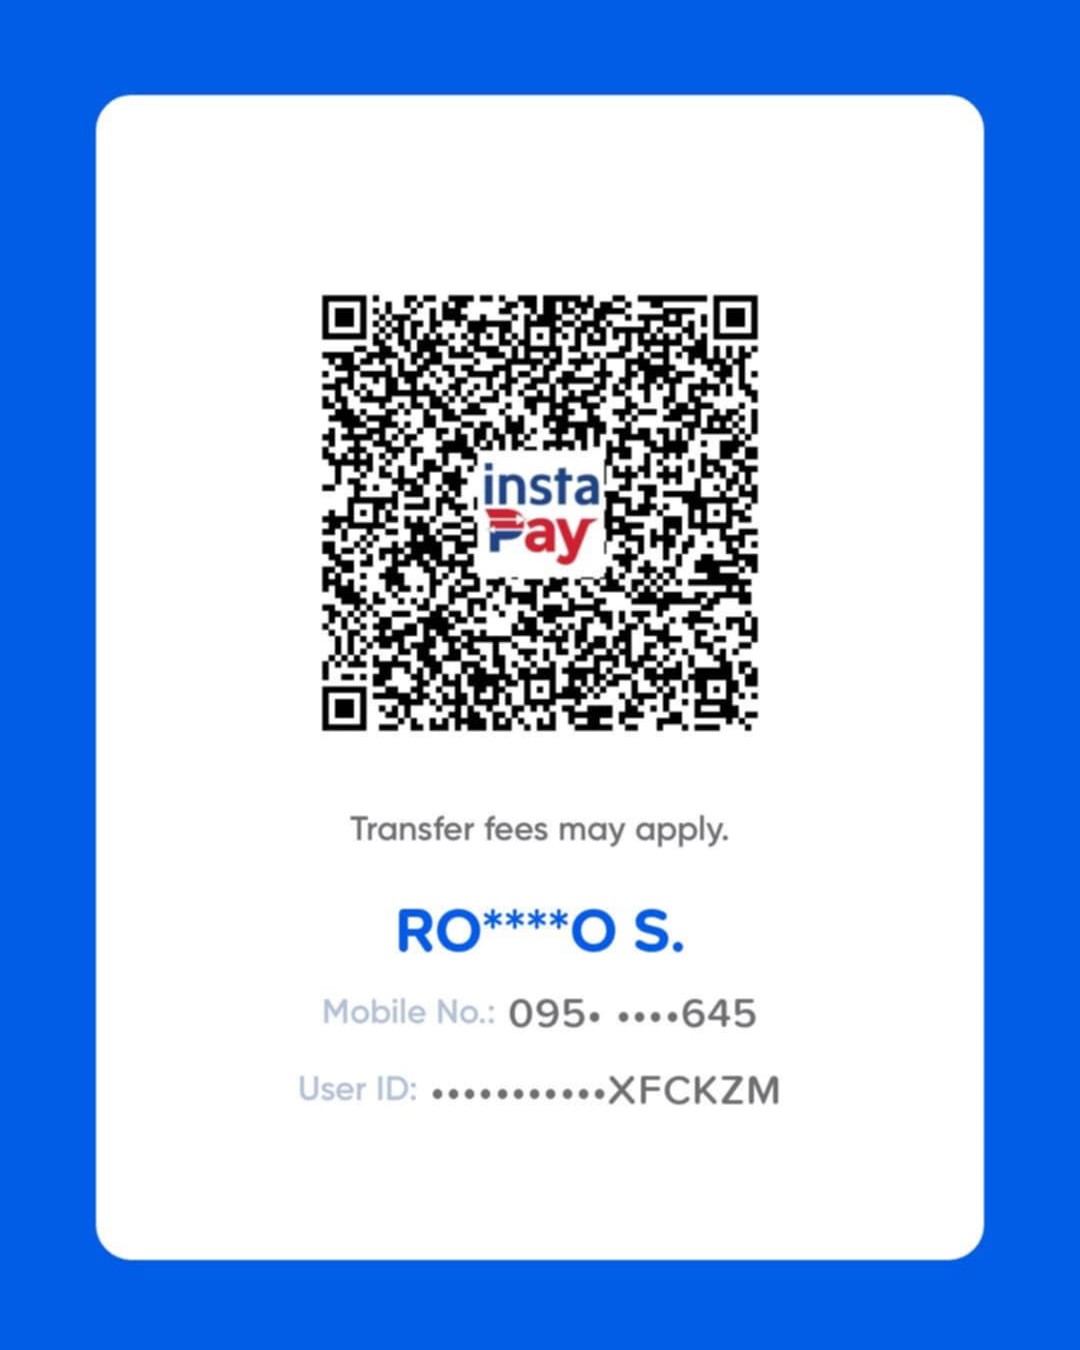 insta
Pay
Transfer fees may apply.
RO****O S.
Mobile No.: 095• ••••645
User ID: •••••••••••XFCKZM